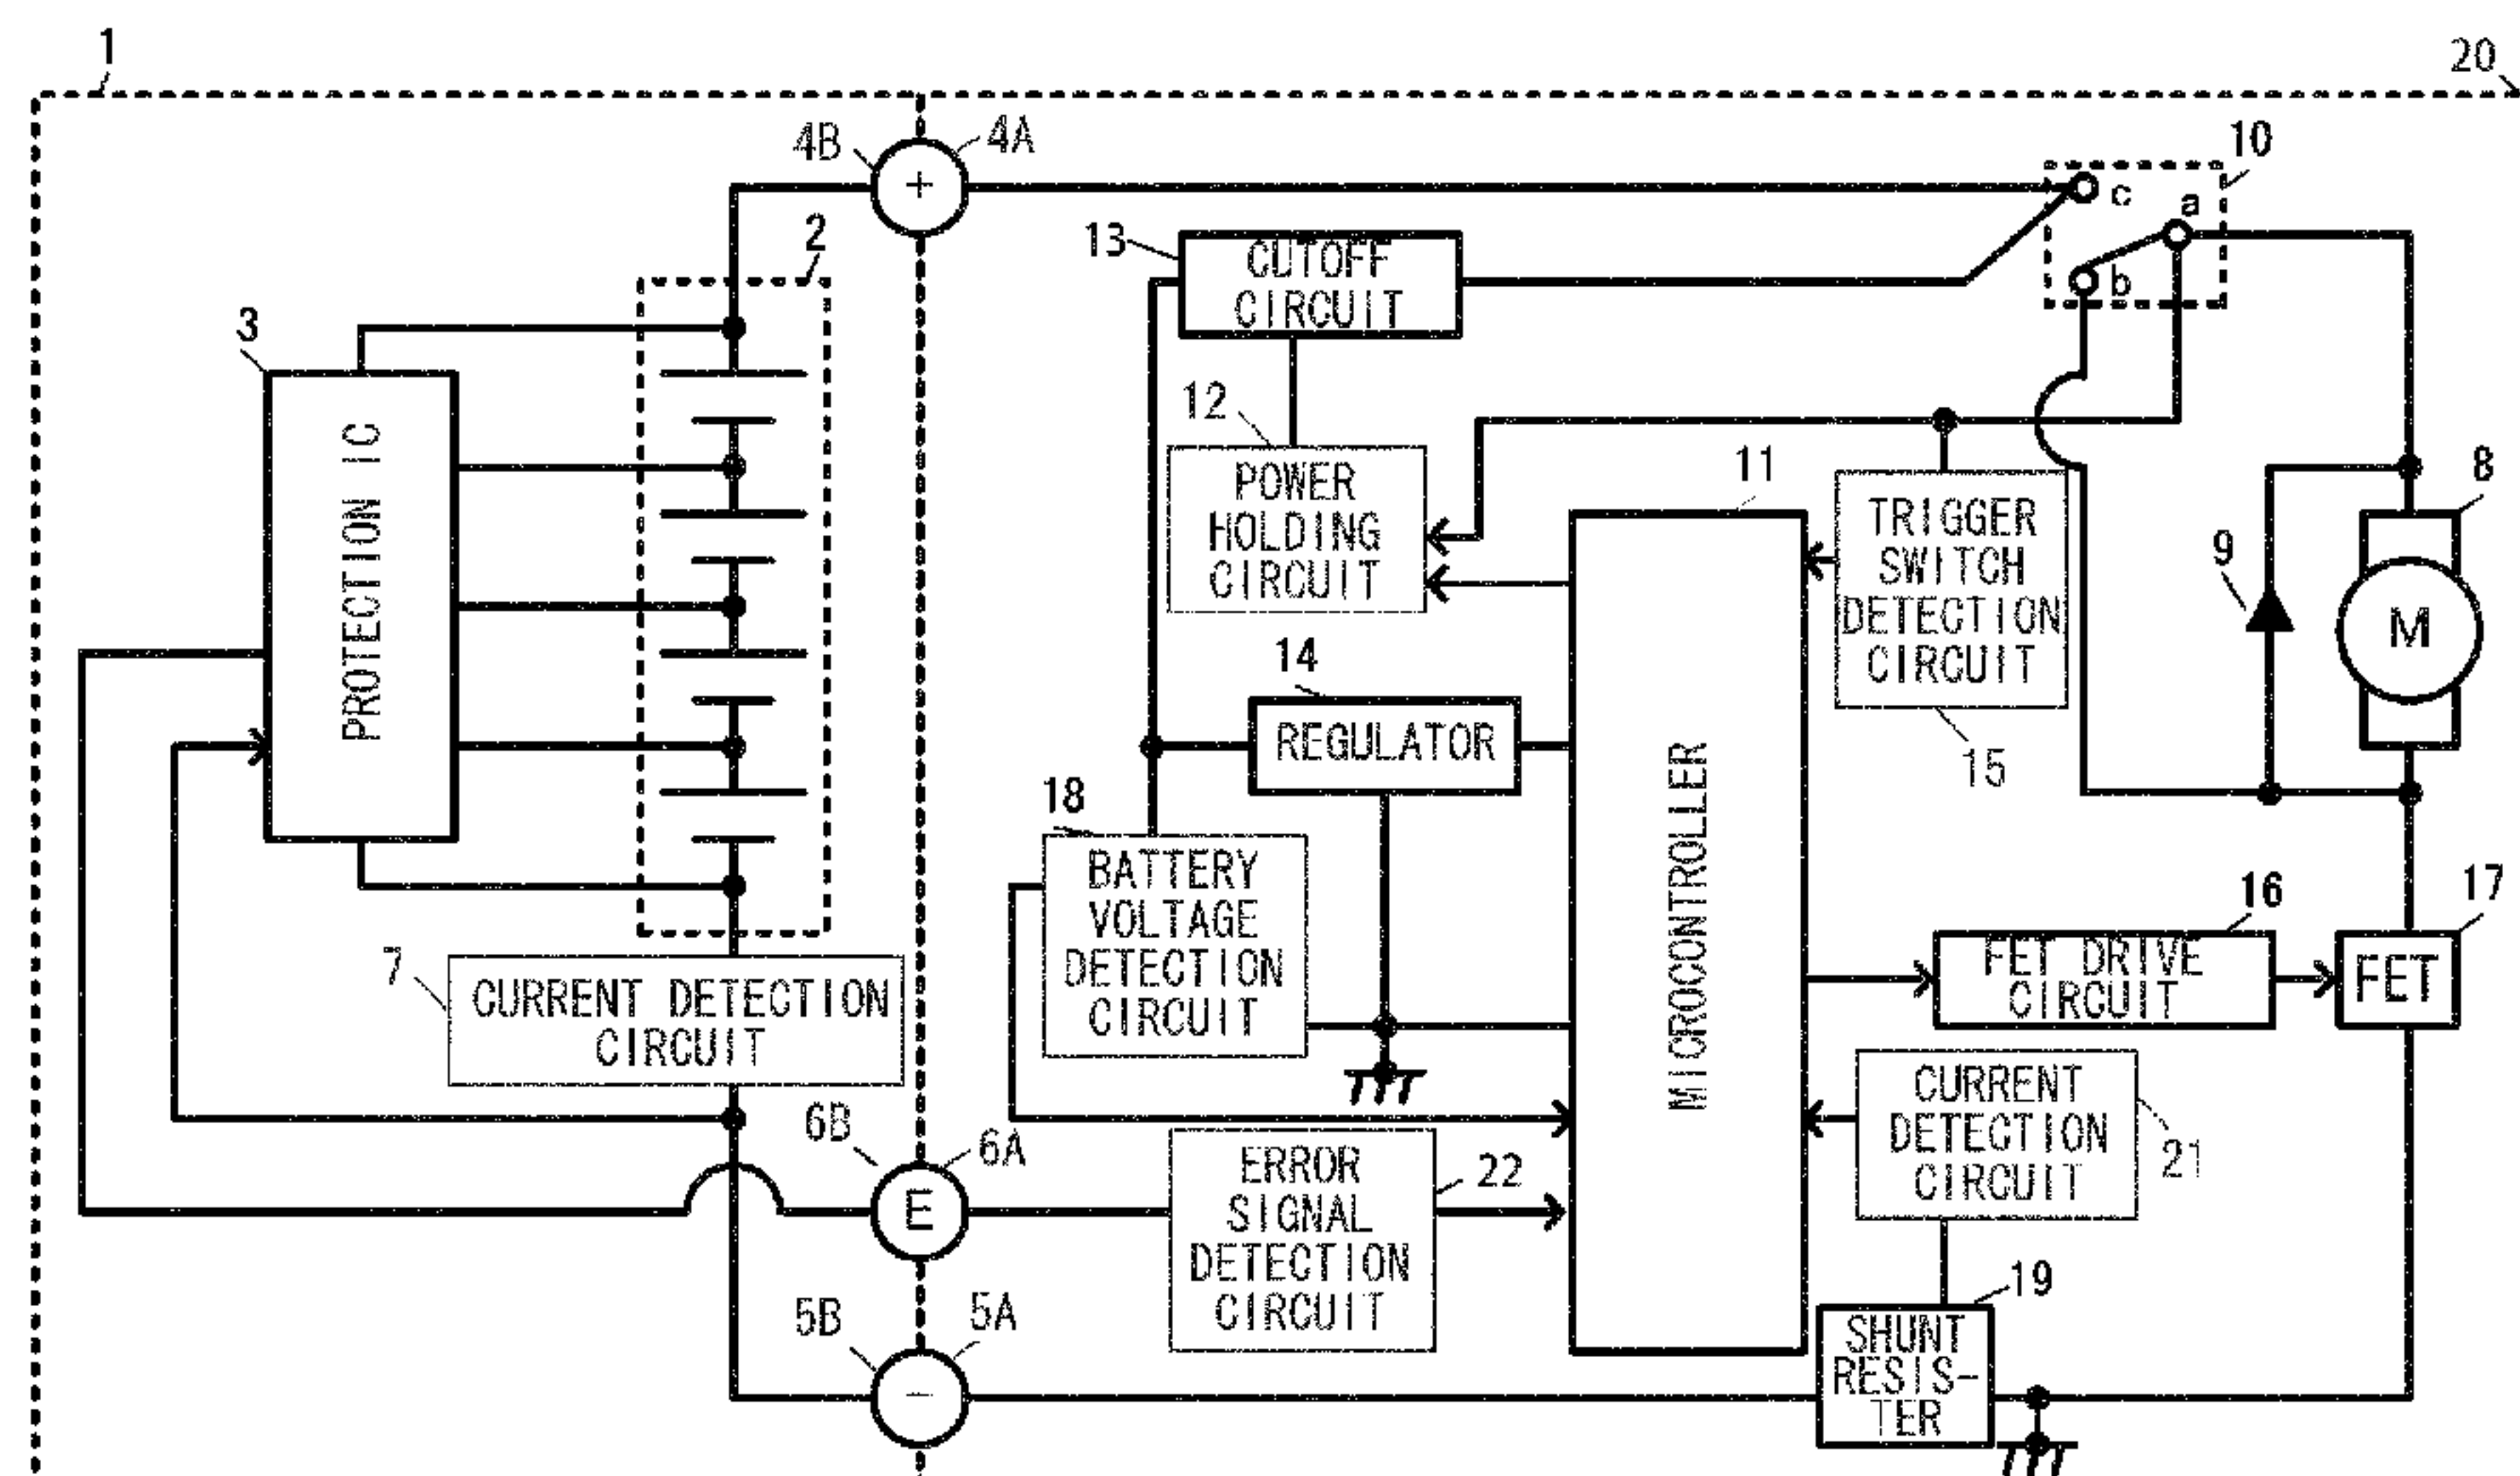 1
20
4B
4A
+
10
c
a
b
2
13
CUTOFF
CIRCUIT
3
PROTECTION IC
12
POWER
HOLDING
CIRCUIT
11
MICROCONTROLLER
TRIGGER
SWITCH
DETECTION
CIRCUIT
15
9
8
M
14
REGULATOR
18
BATTERY
VOLTAGE
DETECTION
CIRCUIT
16
FET DRIVE
CIRCUIT
17
FET
7
CURRENT DETECTION
CIRCUIT
CURRENT
DETECTION
CIRCUIT
21
6B
6A
E
ERROR
SIGNAL
DETECTION
CIRCUIT
22
5B
5A
−
19
SHUNT
RESIS-
TER